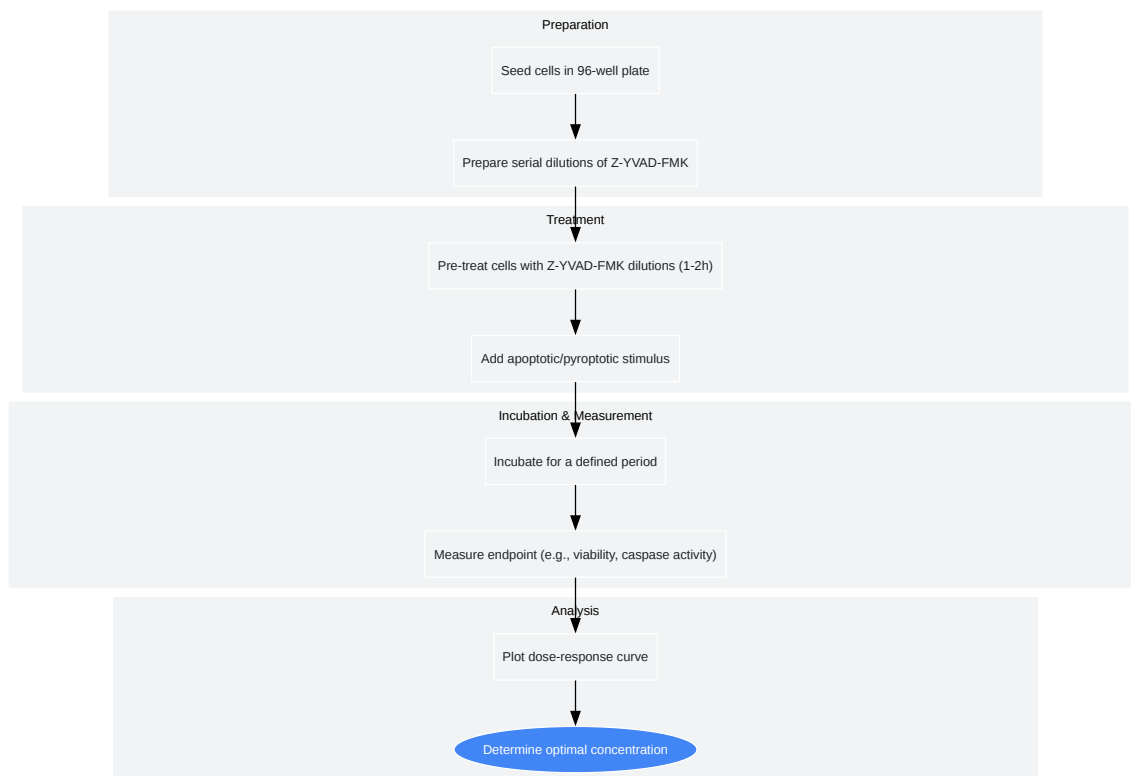 Preparation
Seed cells in 96-well plate
Prepare serial dilutions of Z-YVAD-FMK
Treatment
Pre-treat cells with Z-YVAD-FMK dilutions (1-2h)
Add apoptotic/pyroptotic stimulus
Incubation & Measurement
Incubate for a defined period
Measure endpoint (e.g., viability, caspase activity)
Analysis
Plot dose-response curve
Determine optimal concentration